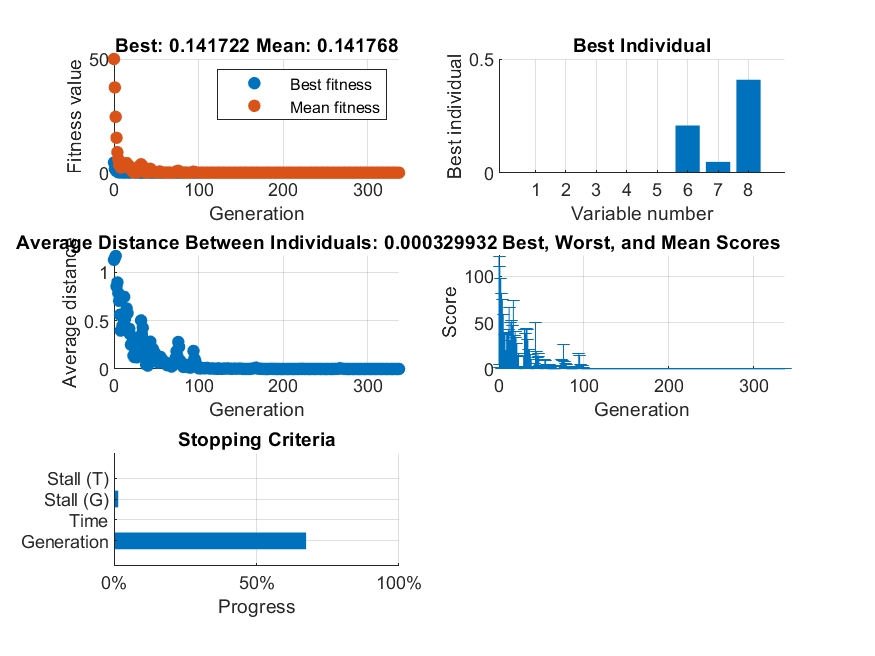 Best: 0.141722 Mean: 0.141768
Fitness value
50
0
Best fitness
Mean fitness
0 100 200 300
Generation
Best Individual
Best individual
0.5
0
1 2 3 4 5 6 7 8
Variable number
Average Distance Between Individuals: 0.000329932
Average distance
1
0.5
0
0 100 200 300
Generation
Best, Worst, and Mean Scores
Score
100
50
0
0 100 200 300
Generation
Stopping Criteria
Stall (T)
Stall (G)
Time
Generation
0% 50% 100%
Progress